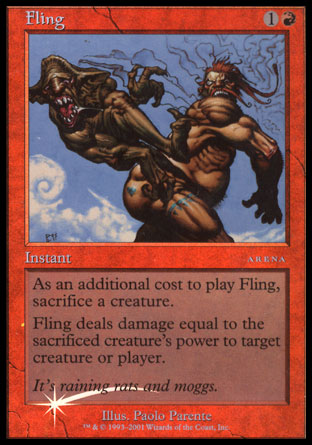 Fling 1
Instant ARENA
As an additional cost to play Fling,
sacrifice a creature.
Fling deals damage equal to the
sacrificed creature's power to target
creature or player.
It's raining rats and moggs.
Illus. Paolo Parente
™ & © 1993-2001 Wizards of the Coast, Inc.